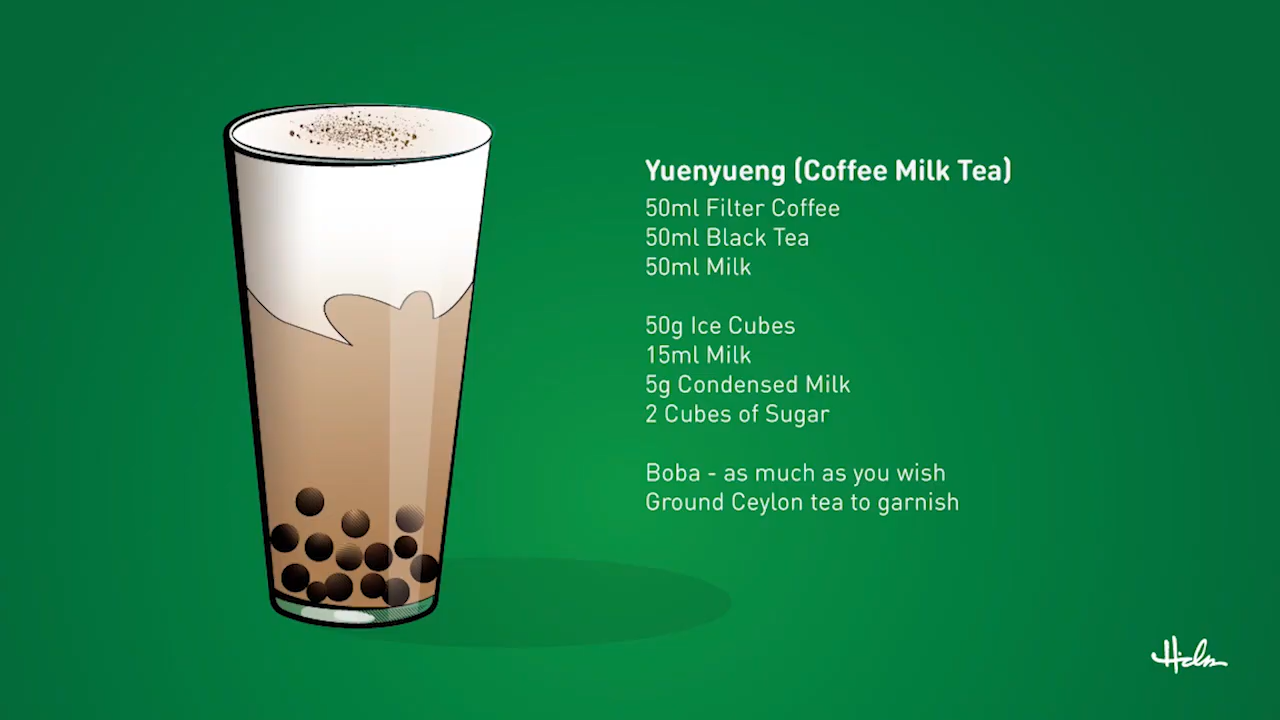 Yuenyueng (Coffee Milk Tea)
50ml Filter Coffee
50ml Black Tea
50ml Milk
50g Ice Cubes
15ml Milk
5g Condensed Milk
2 Cubes of Sugar
Boba - as much as you wish
Ground Ceylon tea to garnish